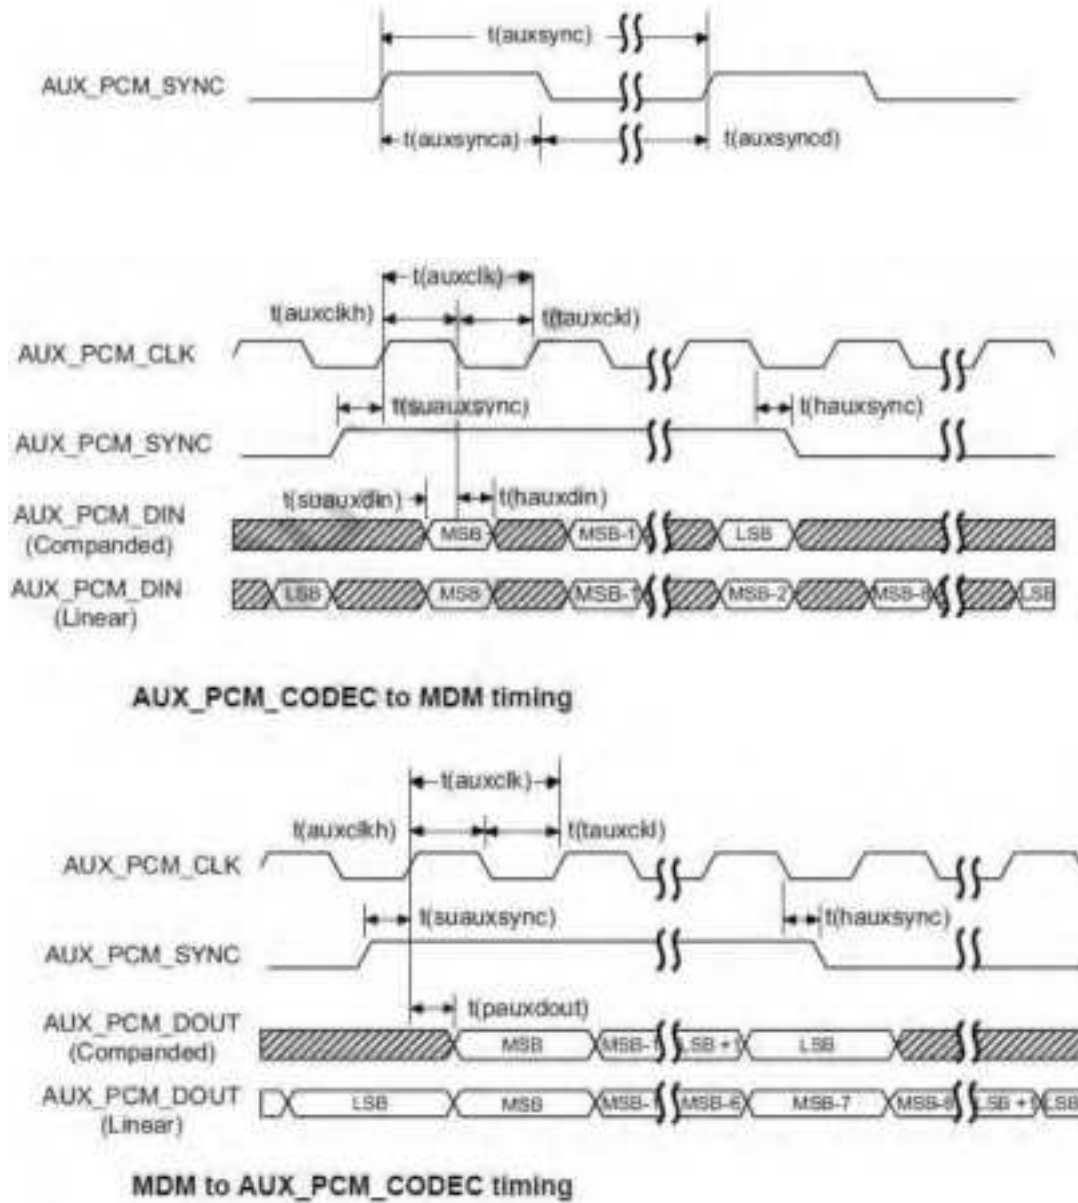 t(auxsync)
AUX_PCM_SYNC
t(auxsynca)
t(auxsyncd)
t(auxclk)
t(auxclkh)
t(tauxckl)
AUX_PCM_CLK
t(suauxsync)
t(hauxsync)
AUX_PCM_SYNC
t(suauxdin)
t(hauxdin)
AUX_PCM_DIN
(Companded)
MSB
MSB-1
LSB
AUX_PCM_DIN
(Linear)
LSB
MSB
MSB-1
MSB-2
MSB-8
LSB
AUX_PCM_CODEC to MDM timing
t(auxclk)
t(auxclkh)
t(tauxckl)
AUX_PCM_CLK
t(suauxsync)
t(hauxsync)
AUX_PCM_SYNC
t(pauxdout)
AUX_PCM_DOUT
(Companded)
MSB
MSB-1
LSB +1
LSB
AUX_PCM_DOUT
(Linear)
LSB
MSB
MSB-1
MSB-6
MSB-7
MSB-8
LSB +1
LSB
MDM to AUX_PCM_CODEC timing